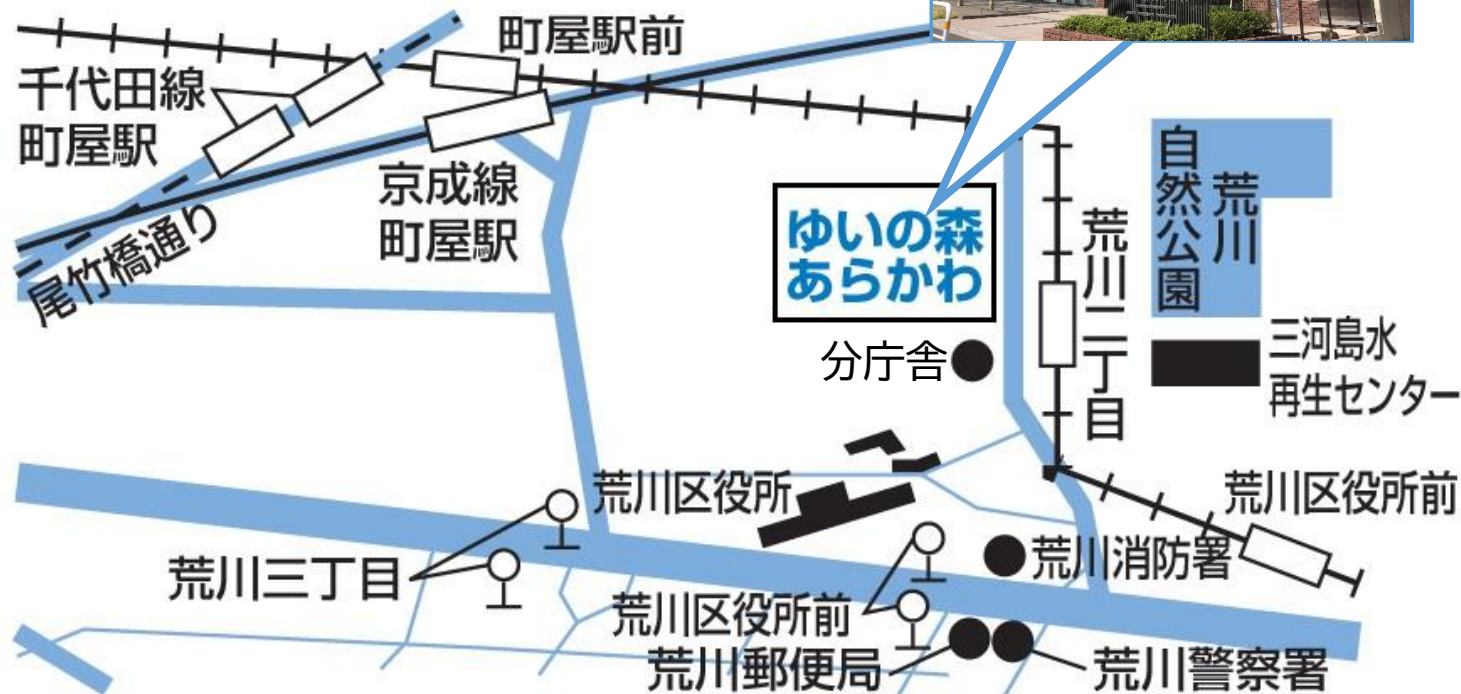 町屋駅前
千代田線
町屋駅
京成線
町屋駅
尾竹橋通り
ゆいの森
あらかわ
荒川二丁目
荒川
自然公園
三河島水
再生センター
分庁舎
荒川区役所
荒川区役所前
荒川三丁目
荒川消防署
荒川区役所前
荒川郵便局
荒川警察署